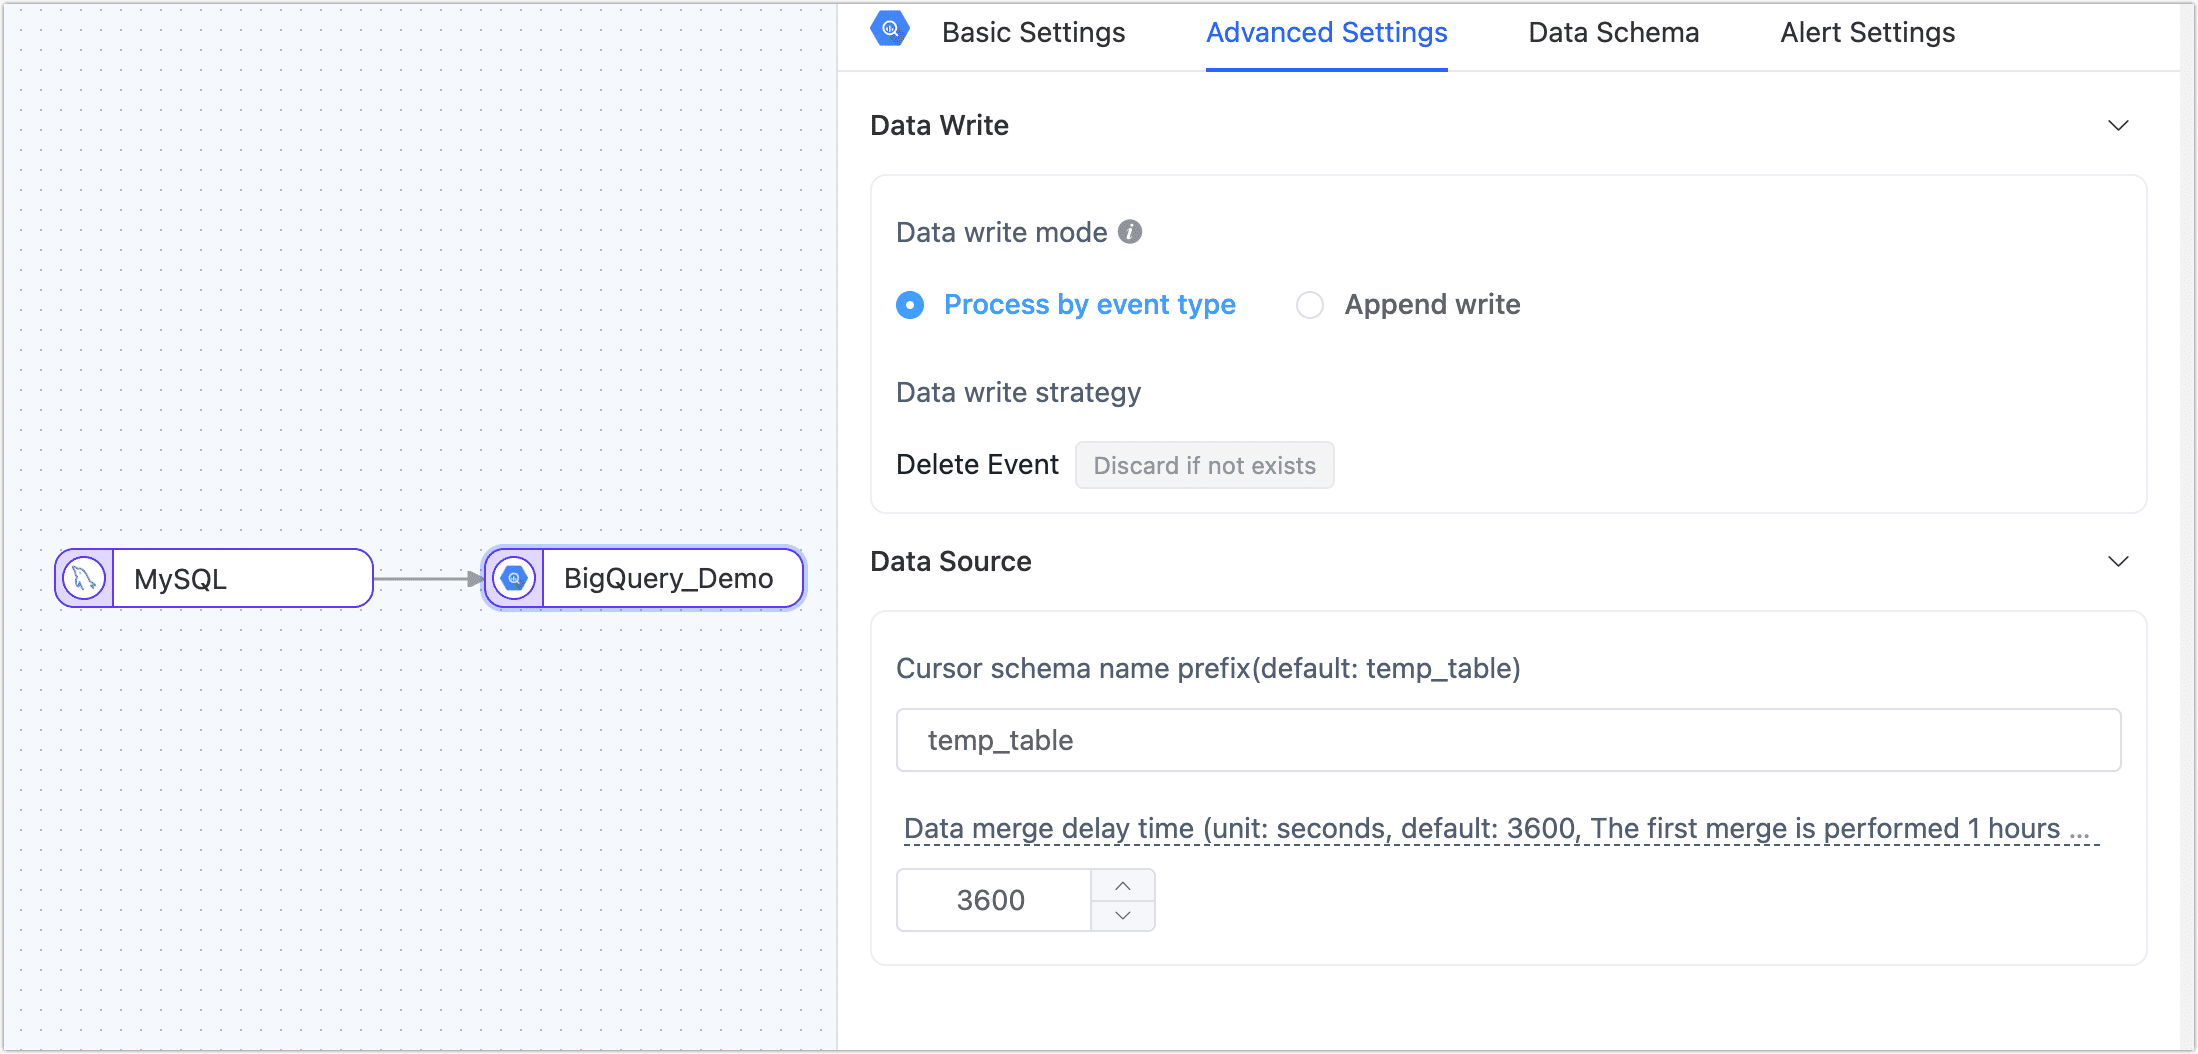 Basic Settings Advanced Settings Data Schema Alert Settings
Data Write
Data write mode
Process by event type Append write
Data write strategy
Delete Event Discard if not exists
MySQL
BigQuery_Demo
Data Source
Cursor schema name prefix(default: temp_table)
temp_table
Data merge delay time (unit: seconds, default: 3600, The first merge is performed 1 hours ...
3600